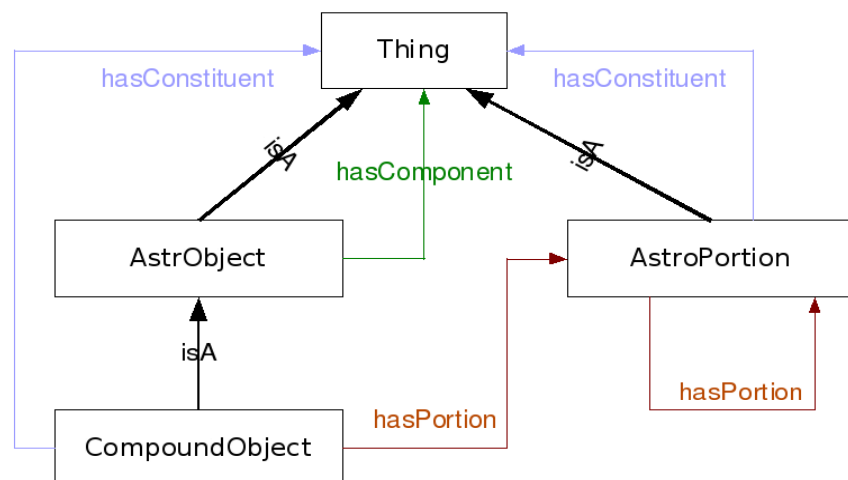 Thing
hasConstituent
hasConstituent
isA
isA
hasComponent
AstrObject
AstroPortion
isA
hasPortion
hasPortion
CompoundObject